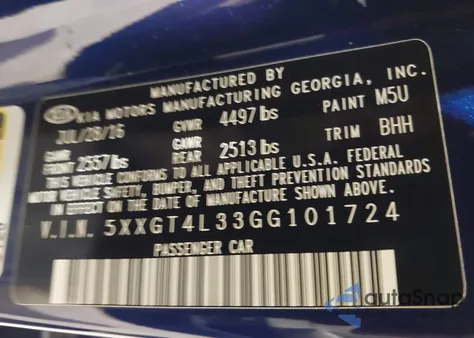 MANUFACTURED BY
KIA KIA MOTORS MANUFACTURING GEORGIA, INC.
JUL/28/16 GVWR 4497 lbs PAINT M5U
GAWR FRONT 2557 lbs GAWR REAR 2513 lbs TRIM BHH
THIS VEHICLE CONFORMS TO ALL APPLICABLE U.S.A. FEDERAL
MOTOR VEHICLE SAFETY, BUMPER, AND THEFT PREVENTION STANDARDS
IN EFFECT ON THE DATE OF MANUFACTURE SHOWN ABOVE.
V.I.N. 5XXGT4L33GG101724
PASSENGER CAR
autoSnap